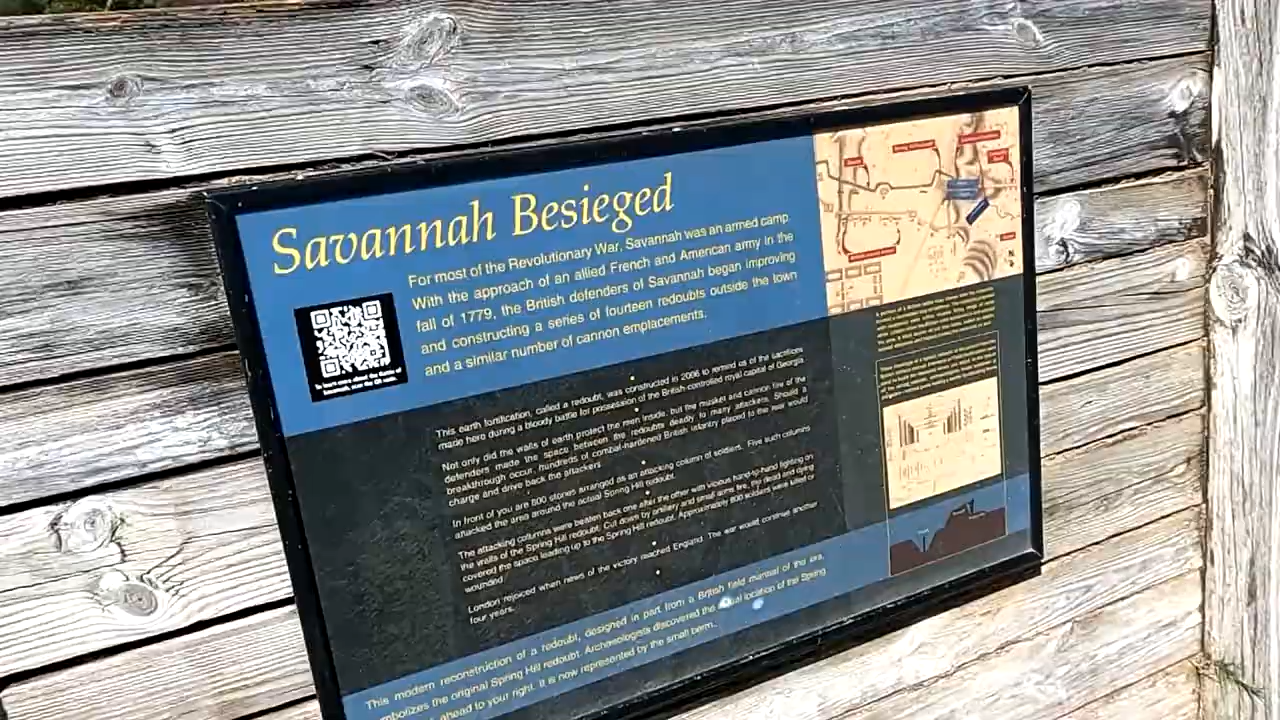 Savannah Besieged
For most of the Revolutionary War, Savannah was an armed camp.
With the approach of an allied French and American army in the
fall of 1779, the British defenders of Savannah began improving
and constructing a series of fourteen redoubts outside the town
and a similar number of cannon emplacements.
To learn more about the Battle of
Savannah, scan the QR code.
This earth fortification, called a redoubt, was constructed in 2006 to remind us of the sacrifices
made here during a bloody battle for possession of the British-controlled royal capital of Georgia.
Not only did the walls of earth protect the men inside, but the musket and cannon fire of the
defenders made the space between the redoubts deadly to many attackers. Should a
breakthrough occur, hundreds of combat-hardened British infantry placed to the rear would
charge and drive back the attackers.
In front of you are 800 stones arranged as an attacking column of soldiers. Five such columns
attacked the area around the actual Spring Hill redoubt.
The attacking columns were beaten back one after the other with vicious hand-to-hand fighting on
the walls of the Spring Hill redoubt. Cut down by artillery and small arms fire, the dead and dying
covered the space leading up to the Spring Hill redoubt. Approximately 800 soldiers were killed or
wounded.
London rejoiced when news of the victory reached England. The war would continue another
four years.
This modern reconstruction of a redoubt, designed in part from a British field manual of the era,
symbolizes the original Spring Hill redoubt. Archaeologists discovered the actual location of the Spring
ahead to your right. It is now represented by the small berm.